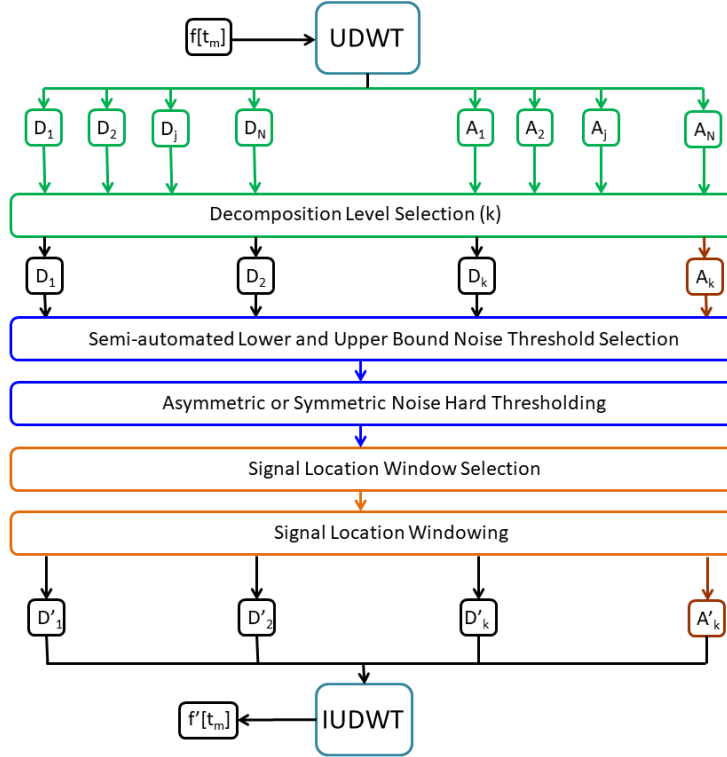 f[tₘ] UDWT
D₁ D₂ Dⱼ D_N A₁ A₂ Aⱼ A_N
Decomposition Level Selection (k)
D₁ D₂ Dₖ Aₖ
Semi-automated Lower and Upper Bound Noise Threshold Selection
Asymmetric or Symmetric Noise Hard Thresholding
Signal Location Window Selection
Signal Location Windowing
D'₁ D'₂ D'ₖ A'ₖ
f'[tₘ] IUDWT